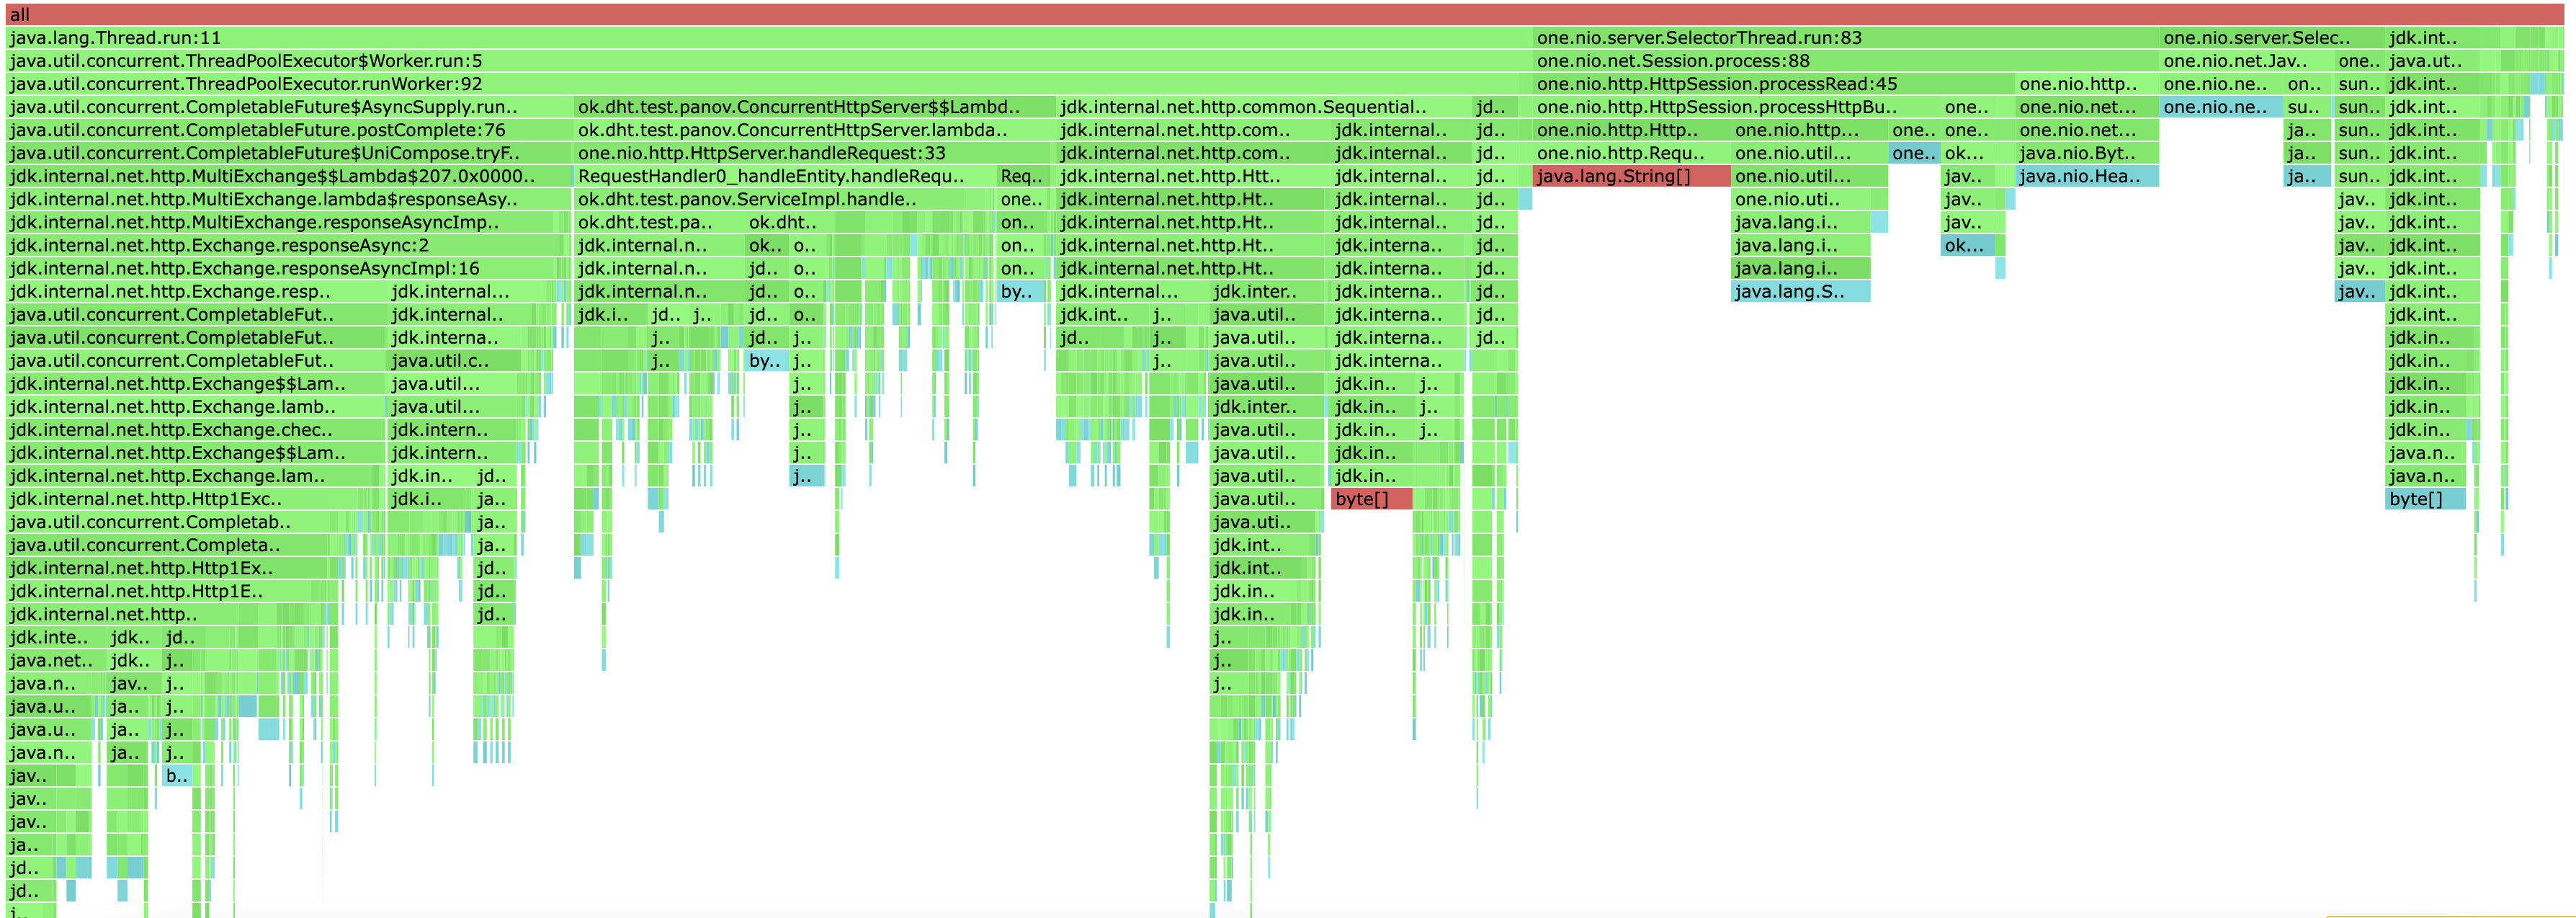 all
java.lang.Thread.run:11 one.nio.server.SelectorThread.run:83 one.nio.server.Selec.. jdk.int..
java.util.concurrent.ThreadPoolExecutor$Worker.run:5 one.nio.net.Session.process:88 one.nio.net.Jav.. one.. java.ut..
java.util.concurrent.ThreadPoolExecutor.runWorker:92 one.nio.http.HttpSession.processRead:45 one.nio.http.. one.nio.ne.. on.. sun.. jdk.int..
java.util.concurrent.CompletableFuture$AsyncSupply.run.. ok.dht.test.panov.ConcurrentHttpServer$$Lambd.. jdk.internal.net.http.common.Sequential.. jd.. one.nio.http.HttpSession.processHttpBu.. one.. one.nio.net... one.nio.ne.. su.. sun.. jdk.int..
java.util.concurrent.CompletableFuture.postComplete:76 ok.dht.test.panov.ConcurrentHttpServer.lambda.. jdk.internal.net.http.com.. jdk.internal.. jd.. one.nio.http.Http.. one.nio.http... one.. one.. one.nio.net... ja.. sun.. jdk.int..
java.util.concurrent.CompletableFuture$UniCompose.tryF.. one.nio.http.HttpServer.handleRequest:33 jdk.internal.net.http.com.. jdk.internal.. jd.. one.nio.http.Requ.. one.nio.util... one.. ok... java.nio.Byt.. ja.. sun.. jdk.int..
jdk.internal.net.http.MultiExchange$$Lambda$207.0x0000.. RequestHandler0_handleEntity.handleRequ.. Req.. jdk.internal.net.http.Htt.. jdk.internal.. jd.. java.lang.String[] one.nio.util... jav.. java.nio.Hea.. ja.. sun.. jdk.int..
jdk.internal.net.http.MultiExchange.lambda$responseAsy.. ok.dht.test.panov.ServiceImpl.handle.. one.. jdk.internal.net.http.Ht.. jdk.internal.. jd.. one.nio.uti.. jav.. jav.. jdk.int..
jdk.internal.net.http.MultiExchange.responseAsyncImp.. ok.dht.test.pa.. ok.dht.. on.. jdk.internal.net.http.Ht.. jdk.internal.. jd.. java.lang.i.. jav.. jav.. jdk.int..
jdk.internal.net.http.Exchange.responseAsync:2 jdk.internal.n.. ok.. o.. on.. jdk.internal.net.http.Ht.. jdk.interna.. jd.. java.lang.i.. ok... jav.. jdk.int..
jdk.internal.net.http.Exchange.responseAsyncImpl:16 jdk.internal.n.. jd.. o.. on.. jdk.internal.net.http.Ht.. jdk.interna.. jd.. java.lang.i.. jav.. jdk.int..
jdk.internal.net.http.Exchange.resp.. jdk.internal... jdk.internal.n.. jd.. o.. by.. jdk.internal... jdk.inter.. jdk.interna.. jd.. java.lang.S.. jav.. jdk.int..
java.util.concurrent.CompletableFut.. jdk.internal.. jdk.i.. jd.. j.. jd.. o.. jdk.int.. j.. java.util.. jdk.interna.. jd.. jdk.int..
java.util.concurrent.CompletableFut.. jdk.interna.. j.. jd.. j.. jd.. java.util.. jdk.interna.. jd.. jdk.in..
java.util.concurrent.CompletableFut.. java.util.c.. j.. by.. j.. j.. java.util.. jdk.interna.. jdk.in..
jdk.internal.net.http.Exchange$$Lam.. java.util... j.. java.util.. jdk.in.. j.. jdk.in..
jdk.internal.net.http.Exchange.lamb.. java.util... j.. jdk.inter.. jdk.in.. j.. jdk.in..
jdk.internal.net.http.Exchange.chec.. jdk.intern.. j.. java.util.. jdk.in.. j.. jdk.in..
jdk.internal.net.http.Exchange$$Lam.. jdk.intern.. j.. java.util.. jdk.in.. java.n..
jdk.internal.net.http.Exchange.lam.. jdk.in.. jd.. j.. java.util.. jdk.in.. java.n..
jdk.internal.net.http.Http1Exc.. jdk.i.. ja.. java.util.. byte[] byte[]
java.util.concurrent.Completab.. ja.. java.uti..
java.util.concurrent.Completa.. ja.. jdk.int..
jdk.internal.net.http.Http1Ex.. jd.. jdk.int..
jdk.internal.net.http.Http1E.. jd.. jdk.in..
jdk.internal.net.http.. jd.. jdk.in..
jdk.inte.. jdk.. jd.. j..
java.net.. jdk.. j.. j..
java.n.. jav.. j.. j..
java.u.. ja.. j..
java.u.. ja.. j..
java.n.. ja.. j..
jav.. b..
jav..
jav..
ja..
jd..
jd..